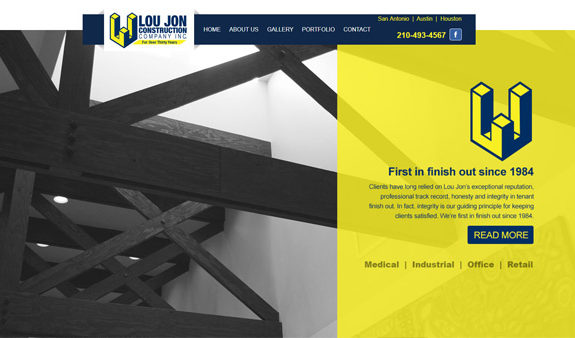 LOU JON
CONSTRUCTION
COMPANY INC
For Over Thirty Years
HOME ABOUT US GALLERY PORTFOLIO CONTACT
San Antonio | Austin | Houston
210-493-4567 f
First in finish out since 1984
Clients have long relied on Lou Jon's exceptional reputation,
professional track record, honesty and integrity in tenant
finish out. In fact, integrity is our guiding principle for keeping
clients satisfied. We're first in finish out since 1984.
READ MORE
Medical | Industrial | Office | Retail